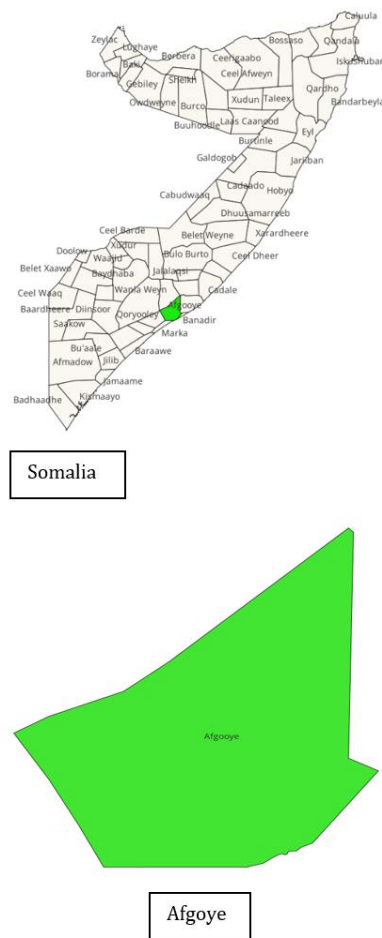 Caluula
Zeylac
Lughaye
Bossaso
Qandala
Berbera
Ceerigaabo
Iskushuban
Baki
Borama
Sheikh
Ceel Afweyn
Gebiley
Qardho
Owdweyne
Burco
Xudun
Taleex
Bandarbeyla
Buuhoodle
Laas Caanood
Eyl
Burtinle
Galdogob
Jariiban
Cadaado
Hobyo
Cabudwaaq
Dhuusamarreeb
Ceel Barde
Belet Weyne
Xarardheere
Xudur
Doolow
Waajid
Bulo Burto
Ceel Dheer
Belet Xaawo
Baydhaba
Jalalaqsi
Ceel Waaq
Wanla Weyn
Cadale
Baardheere
Diinsoor
Afgooye
Saakow
Qoryooley
Banadir
Marka
Bu'aale
Baraawe
Afmadow
Jilib
Jamaame
Badhaadhe
Kismaayo
Somalia
Afgooye
Afgoye